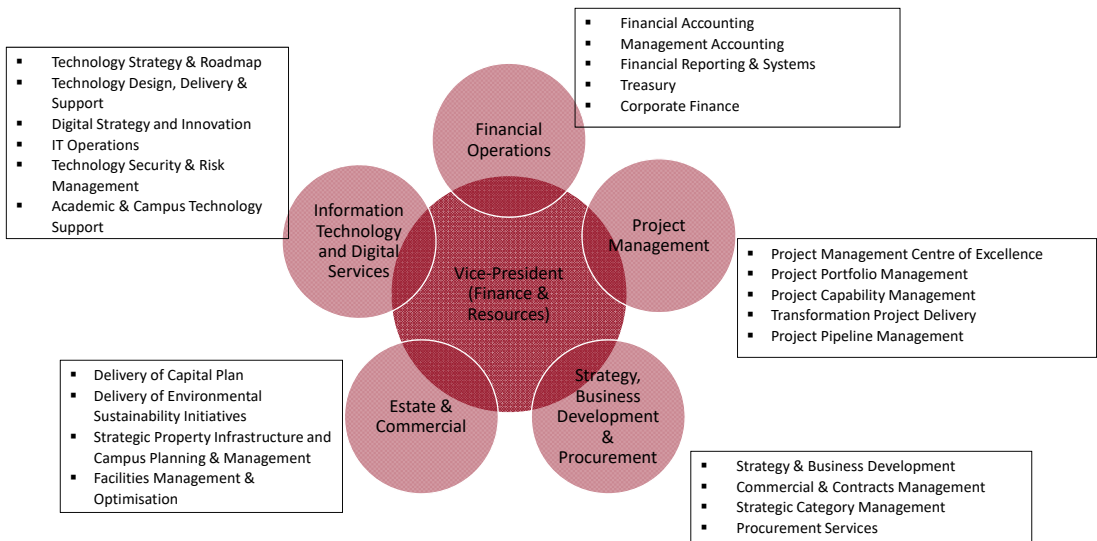 ▪ Financial Accounting
▪ Management Accounting
▪ Financial Reporting & Systems
▪ Treasury
▪ Corporate Finance
▪ Technology Strategy & Roadmap
▪ Technology Design, Delivery &
Support
▪ Digital Strategy and Innovation
▪ IT Operations
▪ Technology Security & Risk
Management
▪ Academic & Campus Technology
Support
Financial
Operations
Information
Technology
and Digital
Services
Project
Management
Vice-President
(Finance &
Resources)
▪ Project Management Centre of Excellence
▪ Project Portfolio Management
▪ Project Capability Management
▪ Transformation Project Delivery
▪ Project Pipeline Management
▪ Delivery of Capital Plan
▪ Delivery of Environmental
Sustainability Initiatives
▪ Strategic Property Infrastructure and
Campus Planning & Management
▪ Facilities Management &
Optimisation
Estate &
Commercial
Strategy,
Business
Development
&
Procurement
▪ Strategy & Business Development
▪ Commercial & Contracts Management
▪ Strategic Category Management
▪ Procurement Services